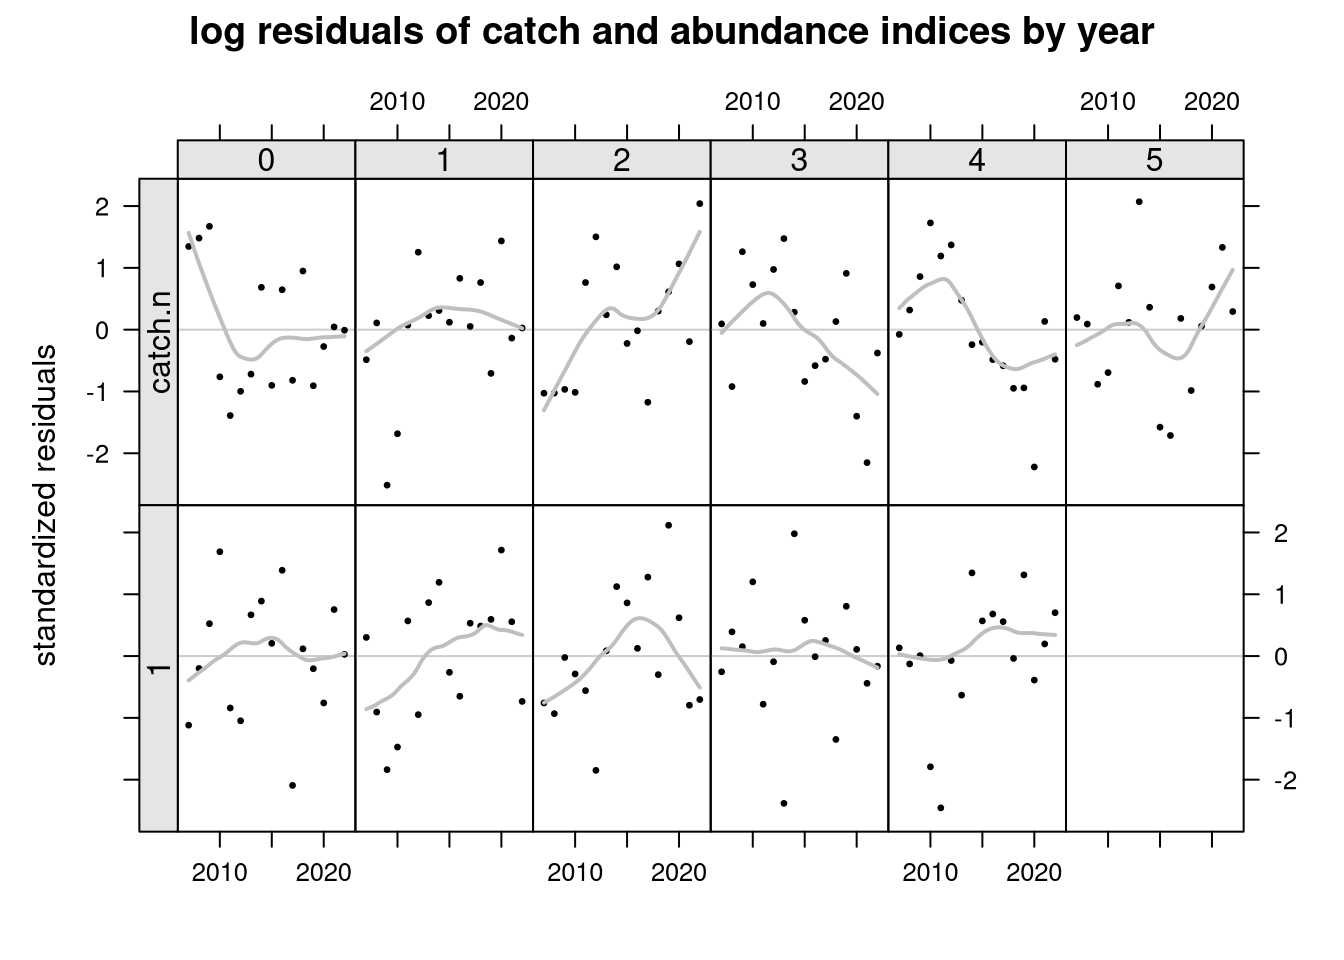 log residuals of catch and abundance indices by year
2010 2020 2010 2020 2010 2020
0 1 2 3 4 5
catch.n
2
1
0
-1
-2
standardized residuals
1
2
1
0
-1
-2
2010 2020 2010 2020 2010 2020